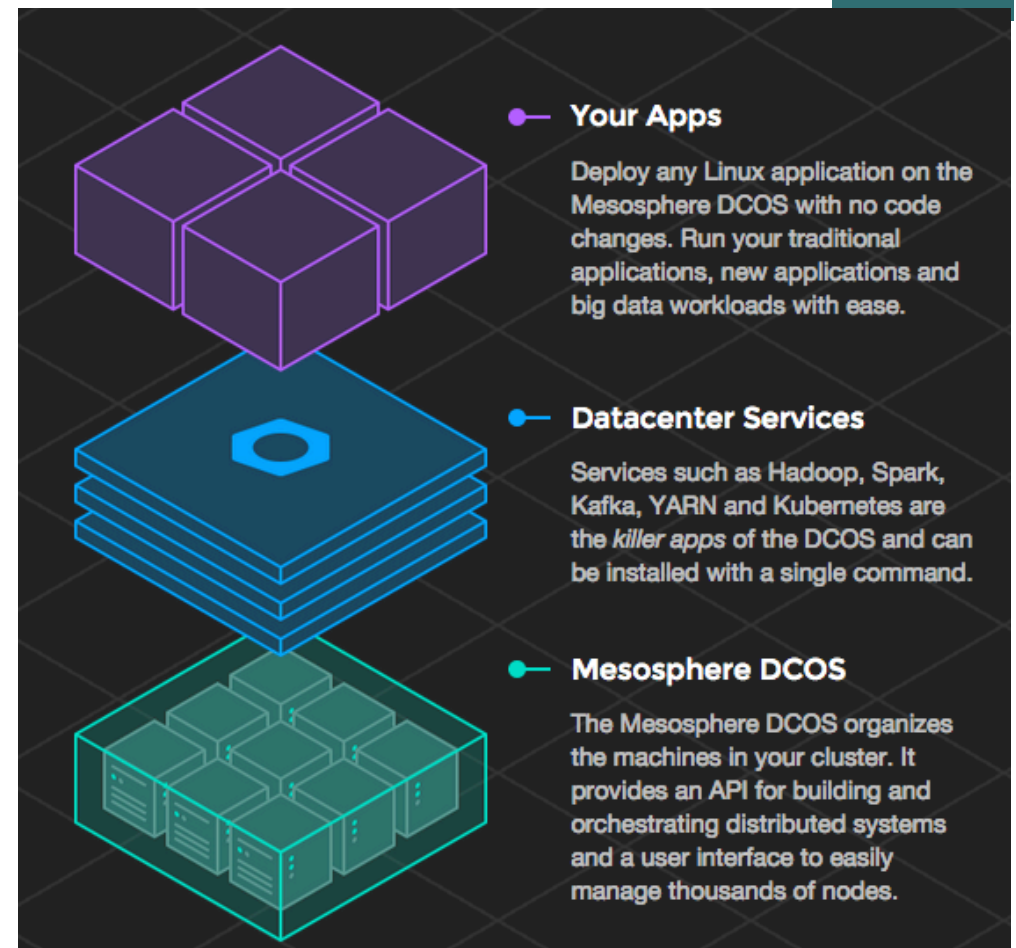 Your Apps
Deploy any Linux application on the
Mesosphere DCOS with no code
changes. Run your traditional
applications, new applications and
big data workloads with ease.
Datacenter Services
Services such as Hadoop, Spark,
Kafka, YARN and Kubernetes are
the killer apps of the DCOS and can
be installed with a single command.
Mesosphere DCOS
The Mesosphere DCOS organizes
the machines in your cluster. It
provides an API for building and
orchestrating distributed systems
and a user interface to easily
manage thousands of nodes.